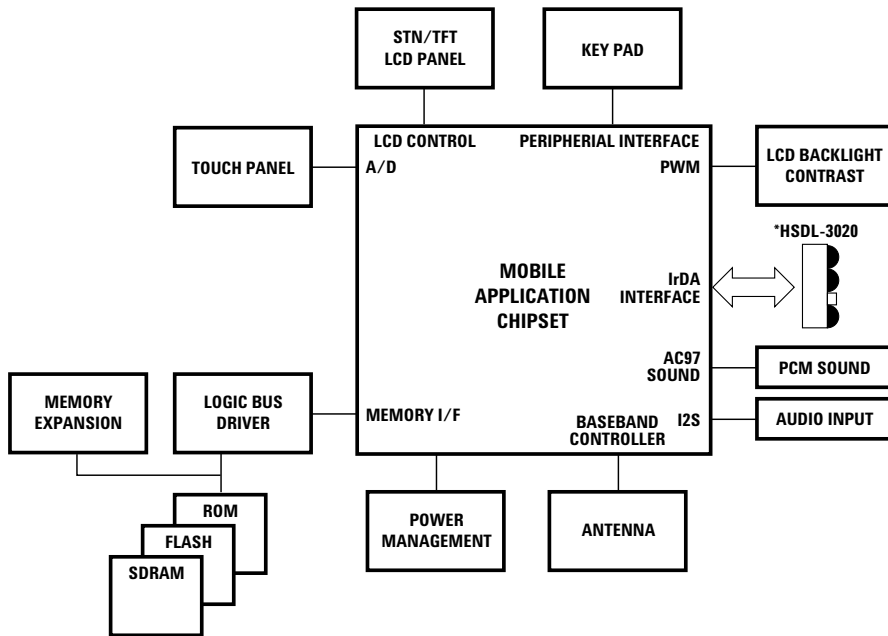 STN/TFT
LCD PANEL
KEY PAD
LCD CONTROL
PERIPHERIAL INTERFACE
TOUCH PANEL
A/D
PWM
LCD BACKLIGHT
CONTRAST
*HSDL-3020
MOBILE
APPLICATION
CHIPSET
IrDA
INTERFACE
AC97
SOUND
PCM SOUND
MEMORY
EXPANSION
LOGIC BUS
DRIVER
MEMORY I/F
BASEBAND
CONTROLLER
I2S
AUDIO INPUT
ROM
FLASH
SDRAM
POWER
MANAGEMENT
ANTENNA